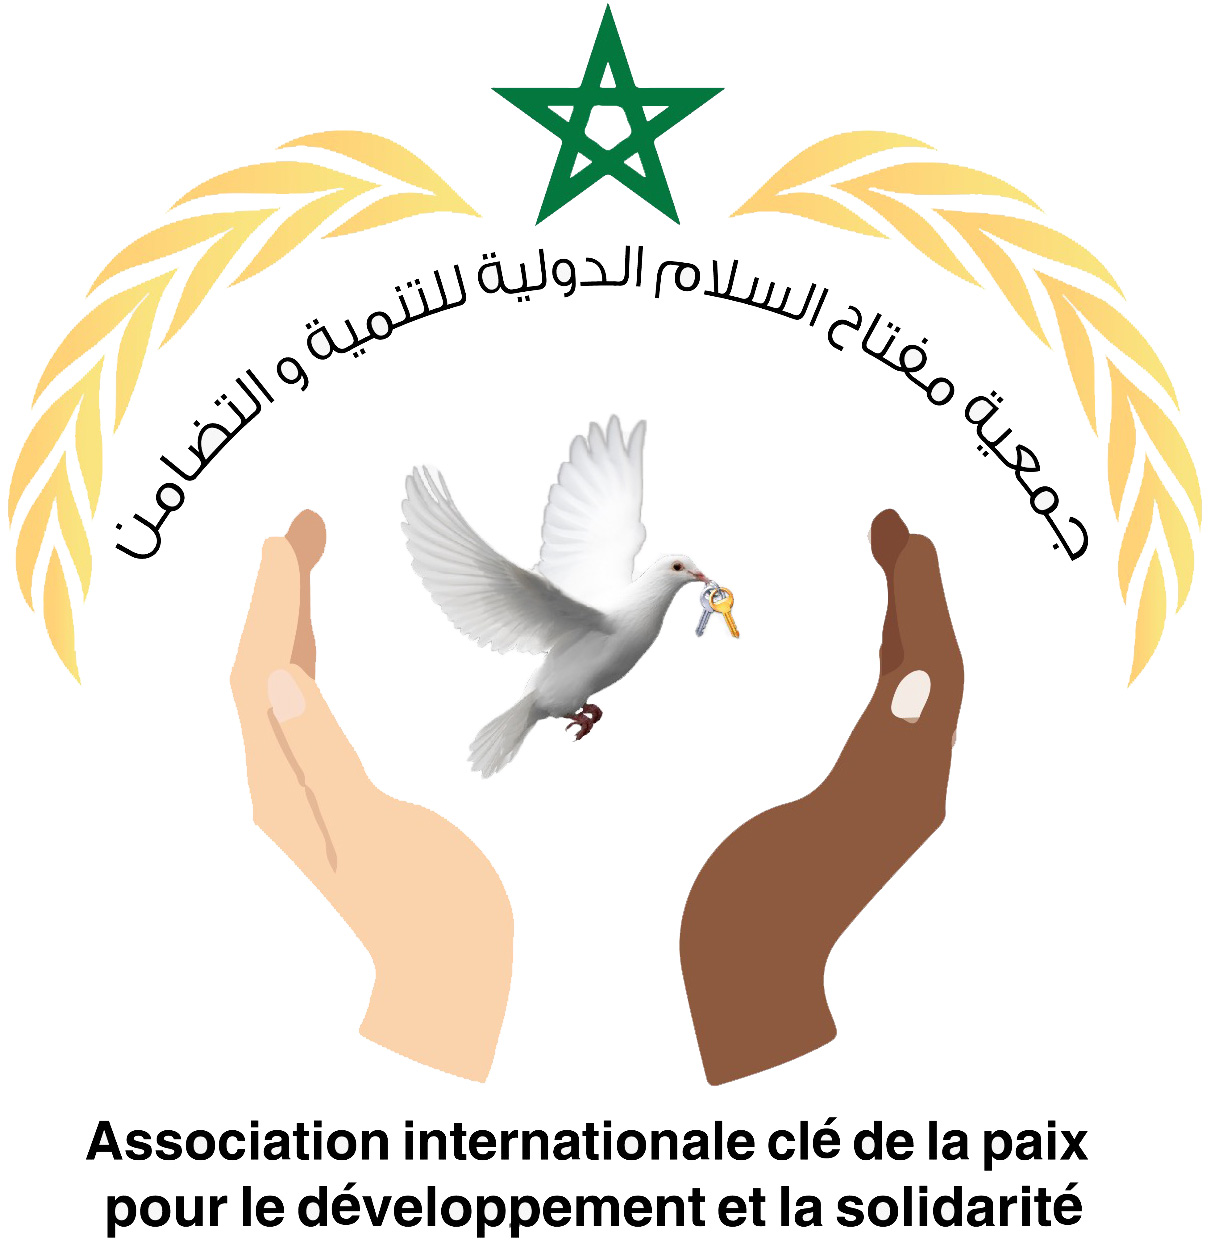 جمعية مفتاح السلام الدولية للتنمية و التضامن
Association internationale clé de la paix
pour le développement et la solidarité